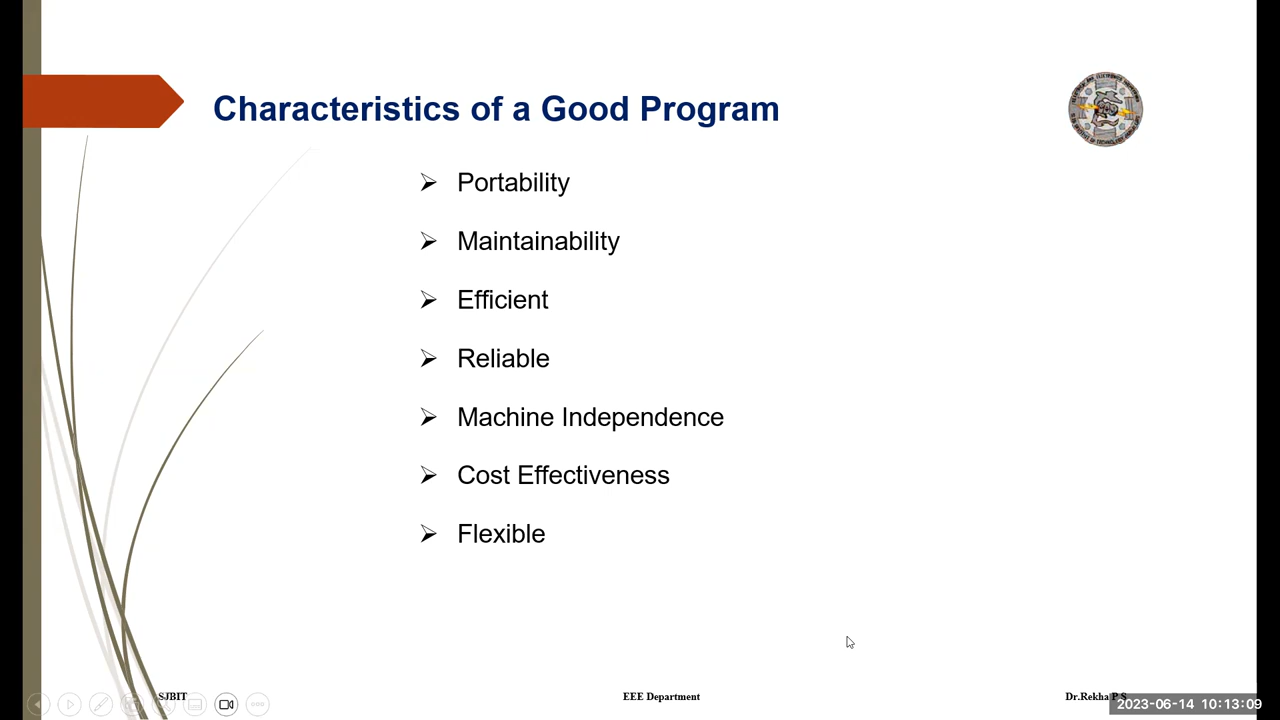 Characteristics of a Good Program
➢ Portability
➢ Maintainability
➢ Efficient
➢ Reliable
➢ Machine Independence
➢ Cost Effectiveness
➢ Flexible
SJBIT
EEE Department
Dr.Rekha P S
2023-06-14 10:13:09